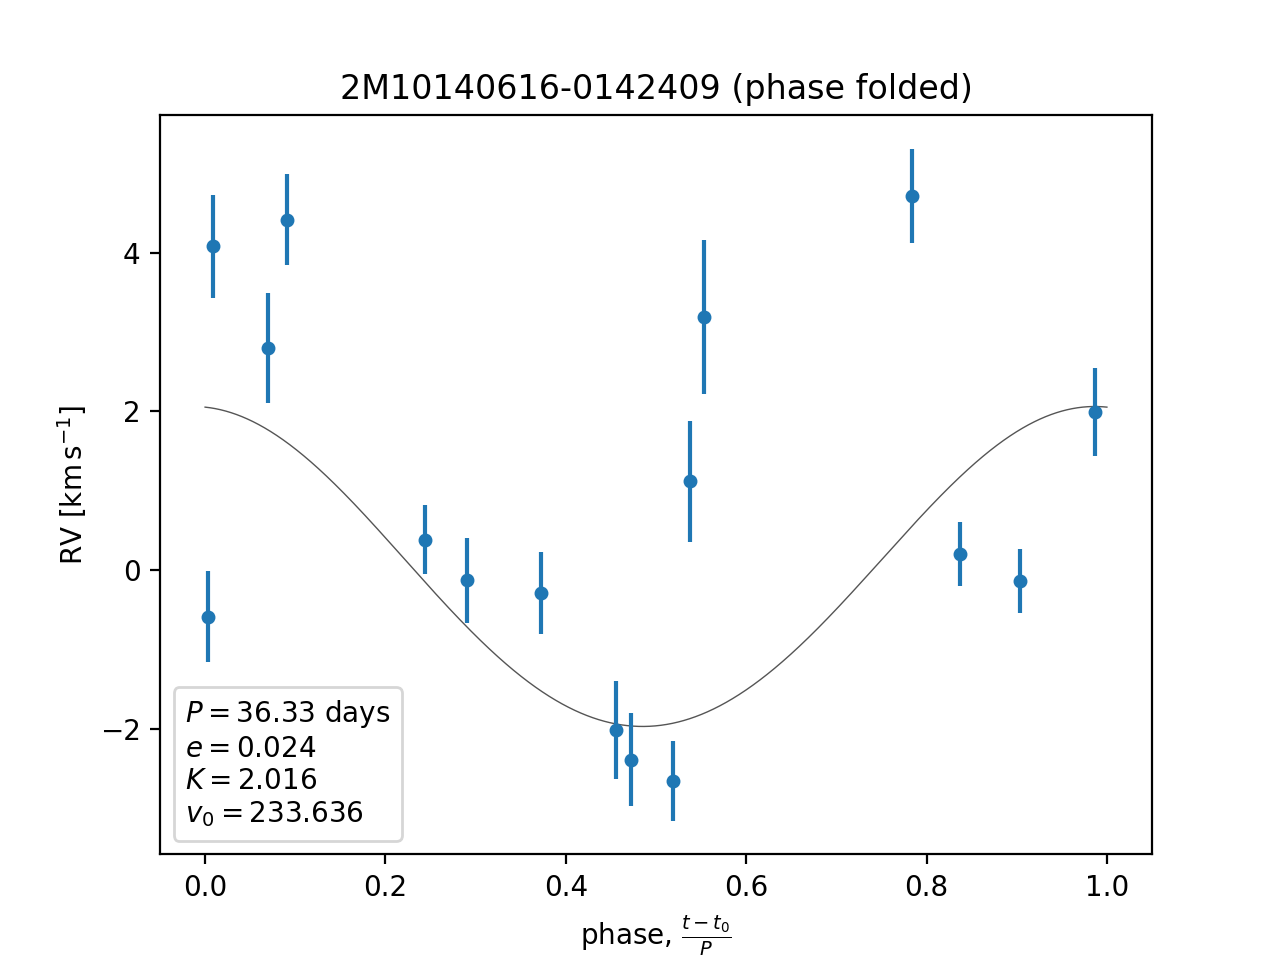 2M10140616-0142409 (phase folded)
RV [km s⁻¹]
4
2
0
−2
P = 36.33 days
e = 0.024
K = 2.016
v₀ = 233.636
0.0 0.2 0.4 0.6 0.8 1.0
phase, (t − t₀)/P